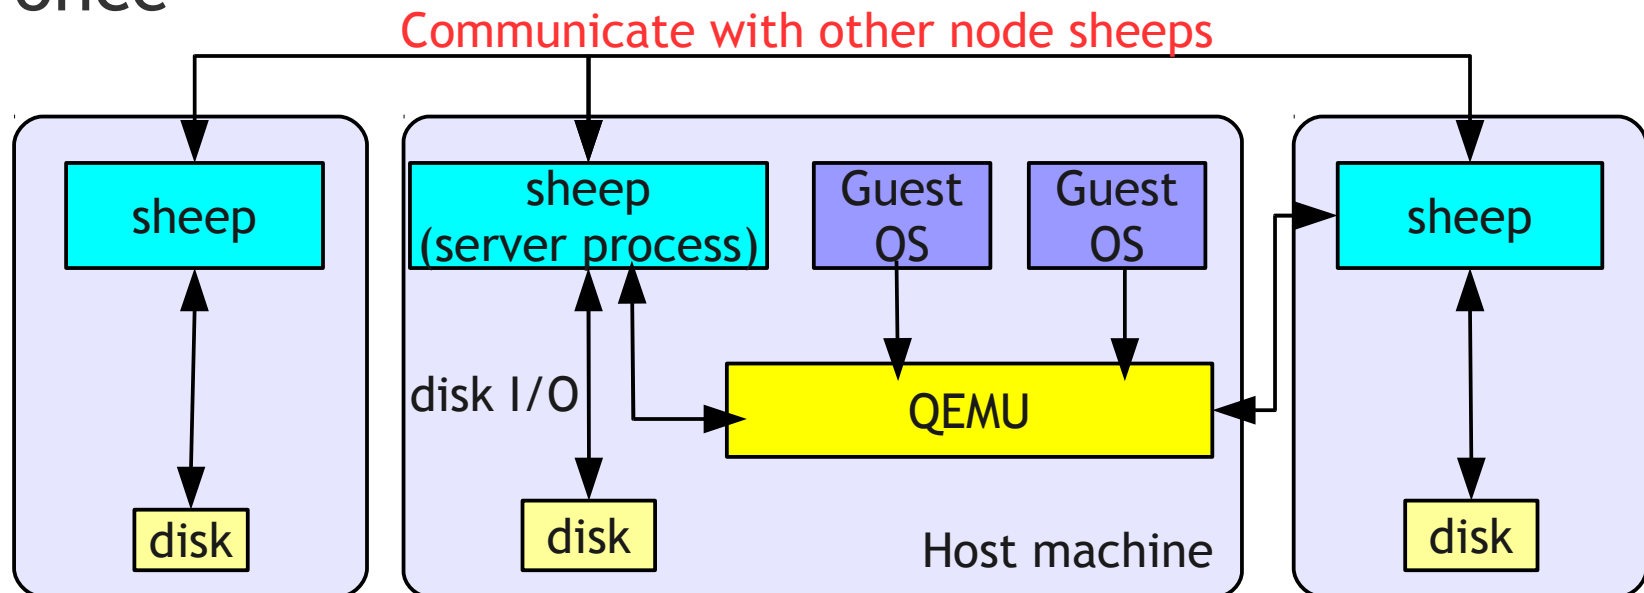 once
Communicate with other node sheeps
sheep
sheep
(server process)
Guest
OS
Guest
OS
sheep
disk I/O
QEMU
disk
disk
Host machine
disk